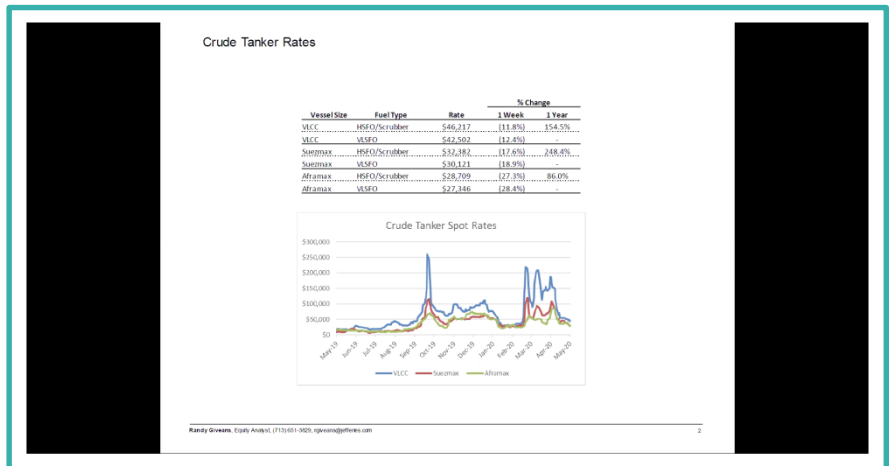 Crude Tanker Rates
% Change
Vessel Size Fuel Type Rate 1 Week 1 Year
VLCC HSFO/Scrubber $46,217 (11.8%) 154.5%
VLCC VLSFO $42,502 (12.4%) -
Suezmax HSFO/Scrubber $32,382 (17.6%) 248.4%
Suezmax VLSFO $30,121 (18.9%) -
Aframax HSFO/Scrubber $28,709 (27.3%) 86.0%
Aframax VLSFO $27,346 (28.4%) -
Crude Tanker Spot Rates
$300,000
$250,000
$200,000
$150,000
$100,000
$50,000
$0
May-19 Jun-19 Jul-19 Aug-19 Sep-19 Oct-19 Nov-19 Dec-19 Jan-20 Feb-20 Mar-20 Apr-20 May-20
VLCC Suezmax Aframax
Randy Giveans, Equity Analyst, (713) 651-3829, rgiveans@jefferies.com 2